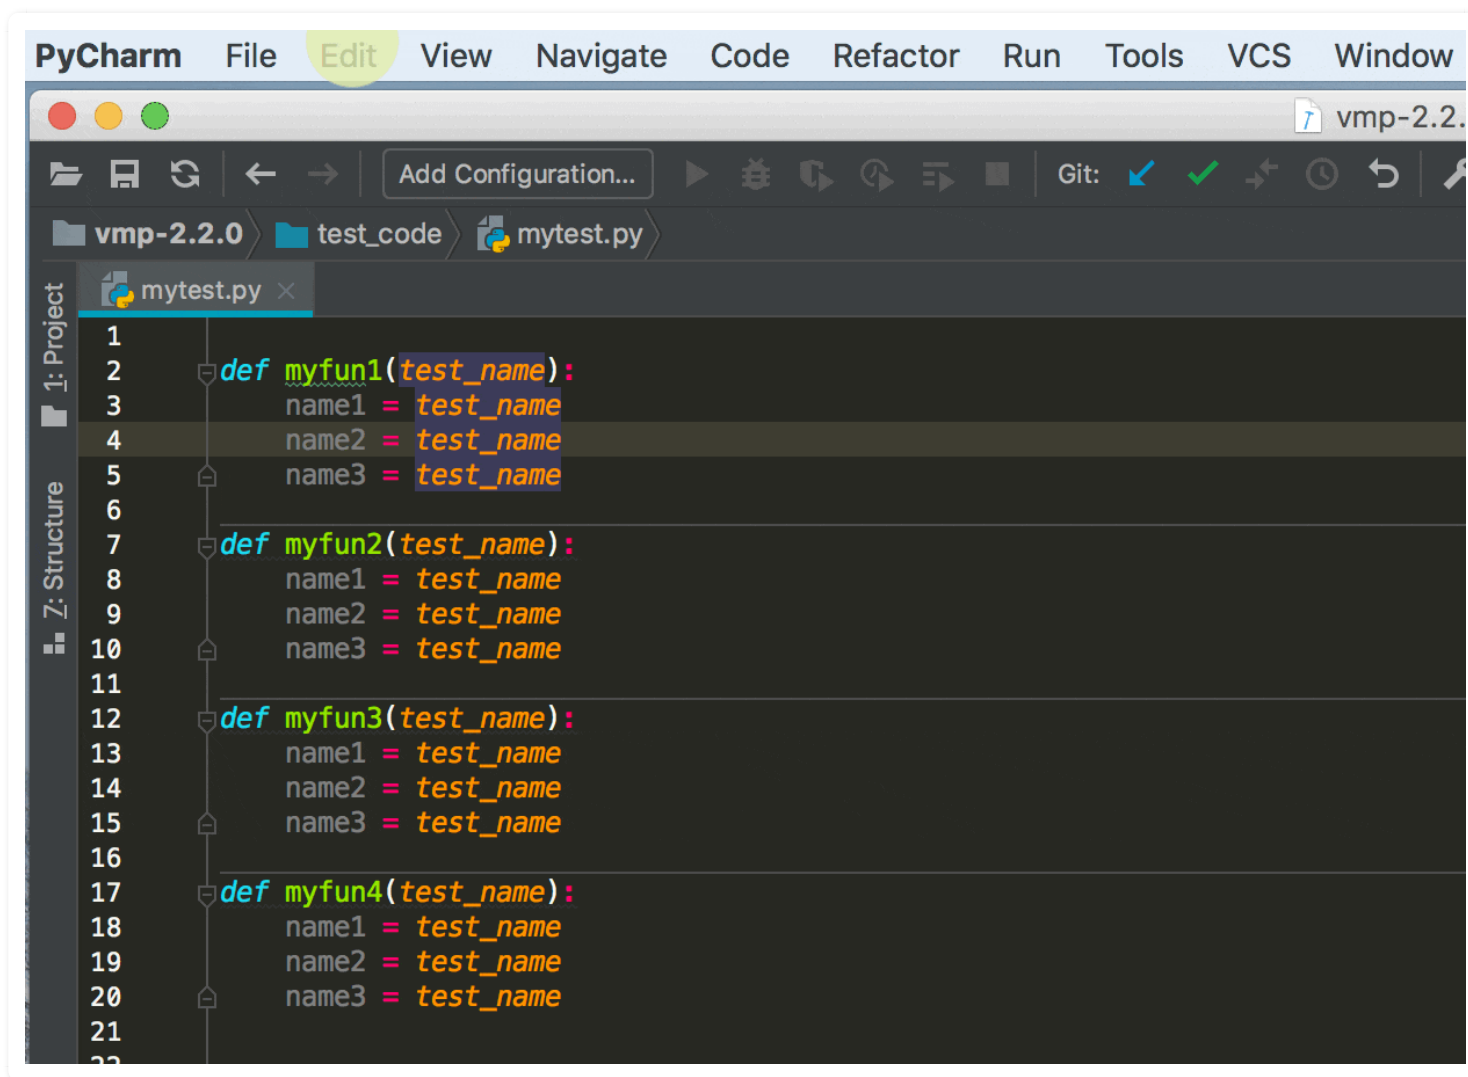 PyCharm File Edit View Navigate Code Refactor Run Tools VCS Window
vmp-2.2.
Add Configuration... Git:
vmp-2.2.0 test_code mytest.py
mytest.py
1: Project
7: Structure
1
2 def myfun1(test_name):
3 name1 = test_name
4 name2 = test_name
5 name3 = test_name
6
7 def myfun2(test_name):
8 name1 = test_name
9 name2 = test_name
10 name3 = test_name
11
12 def myfun3(test_name):
13 name1 = test_name
14 name2 = test_name
15 name3 = test_name
16
17 def myfun4(test_name):
18 name1 = test_name
19 name2 = test_name
20 name3 = test_name
21